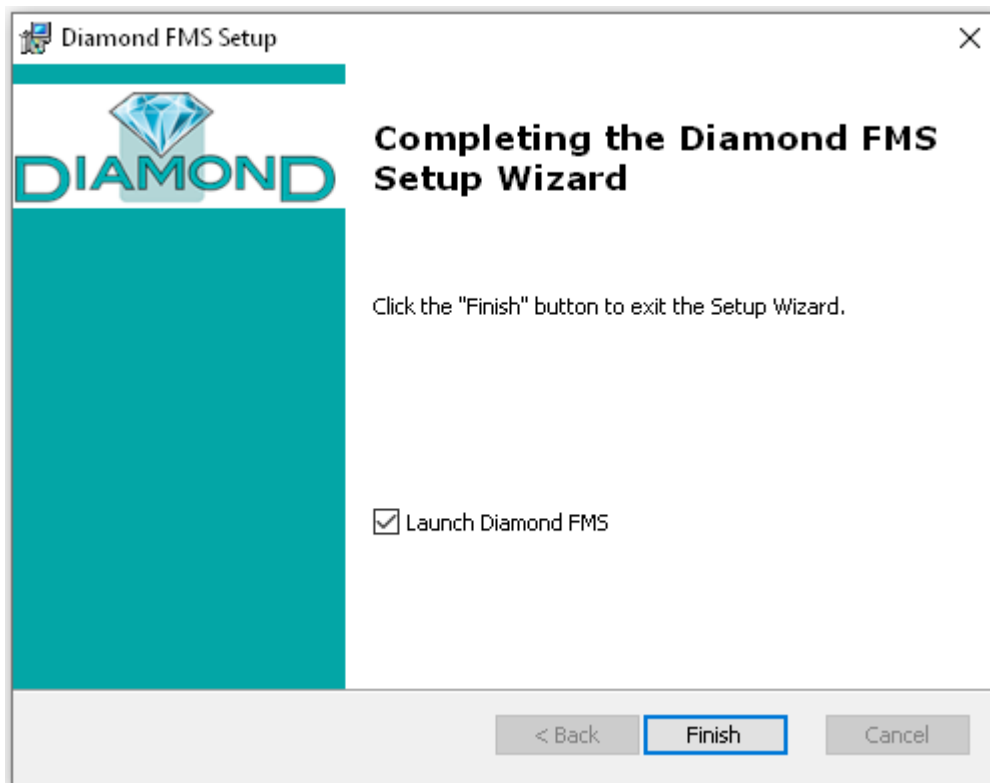 Diamond FMS Setup
DIAMOND
Completing the Diamond FMS
Setup Wizard
Click the "Finish" button to exit the Setup Wizard.
Launch Diamond FMS
< Back Finish Cancel